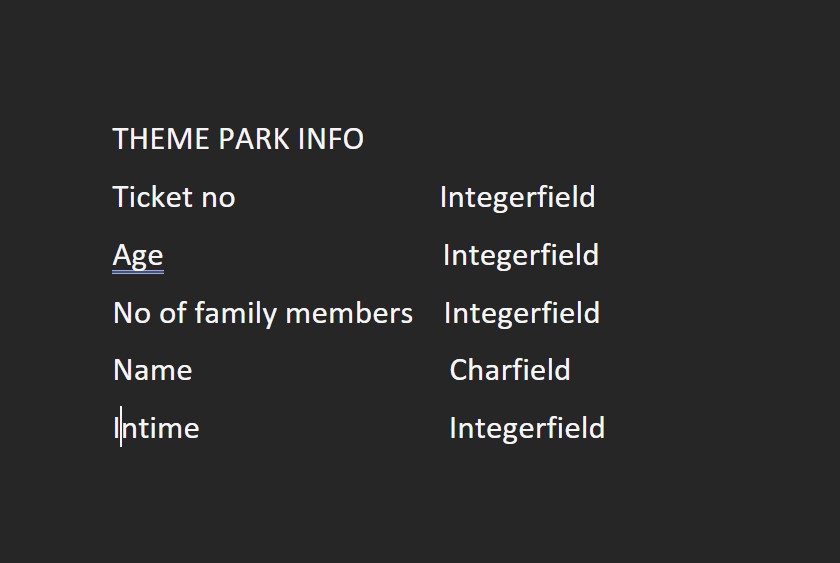 THEME PARK INFO
Ticket no Integerfield
Age Integerfield
No of family members Integerfield
Name Charfield
Intime Integerfield